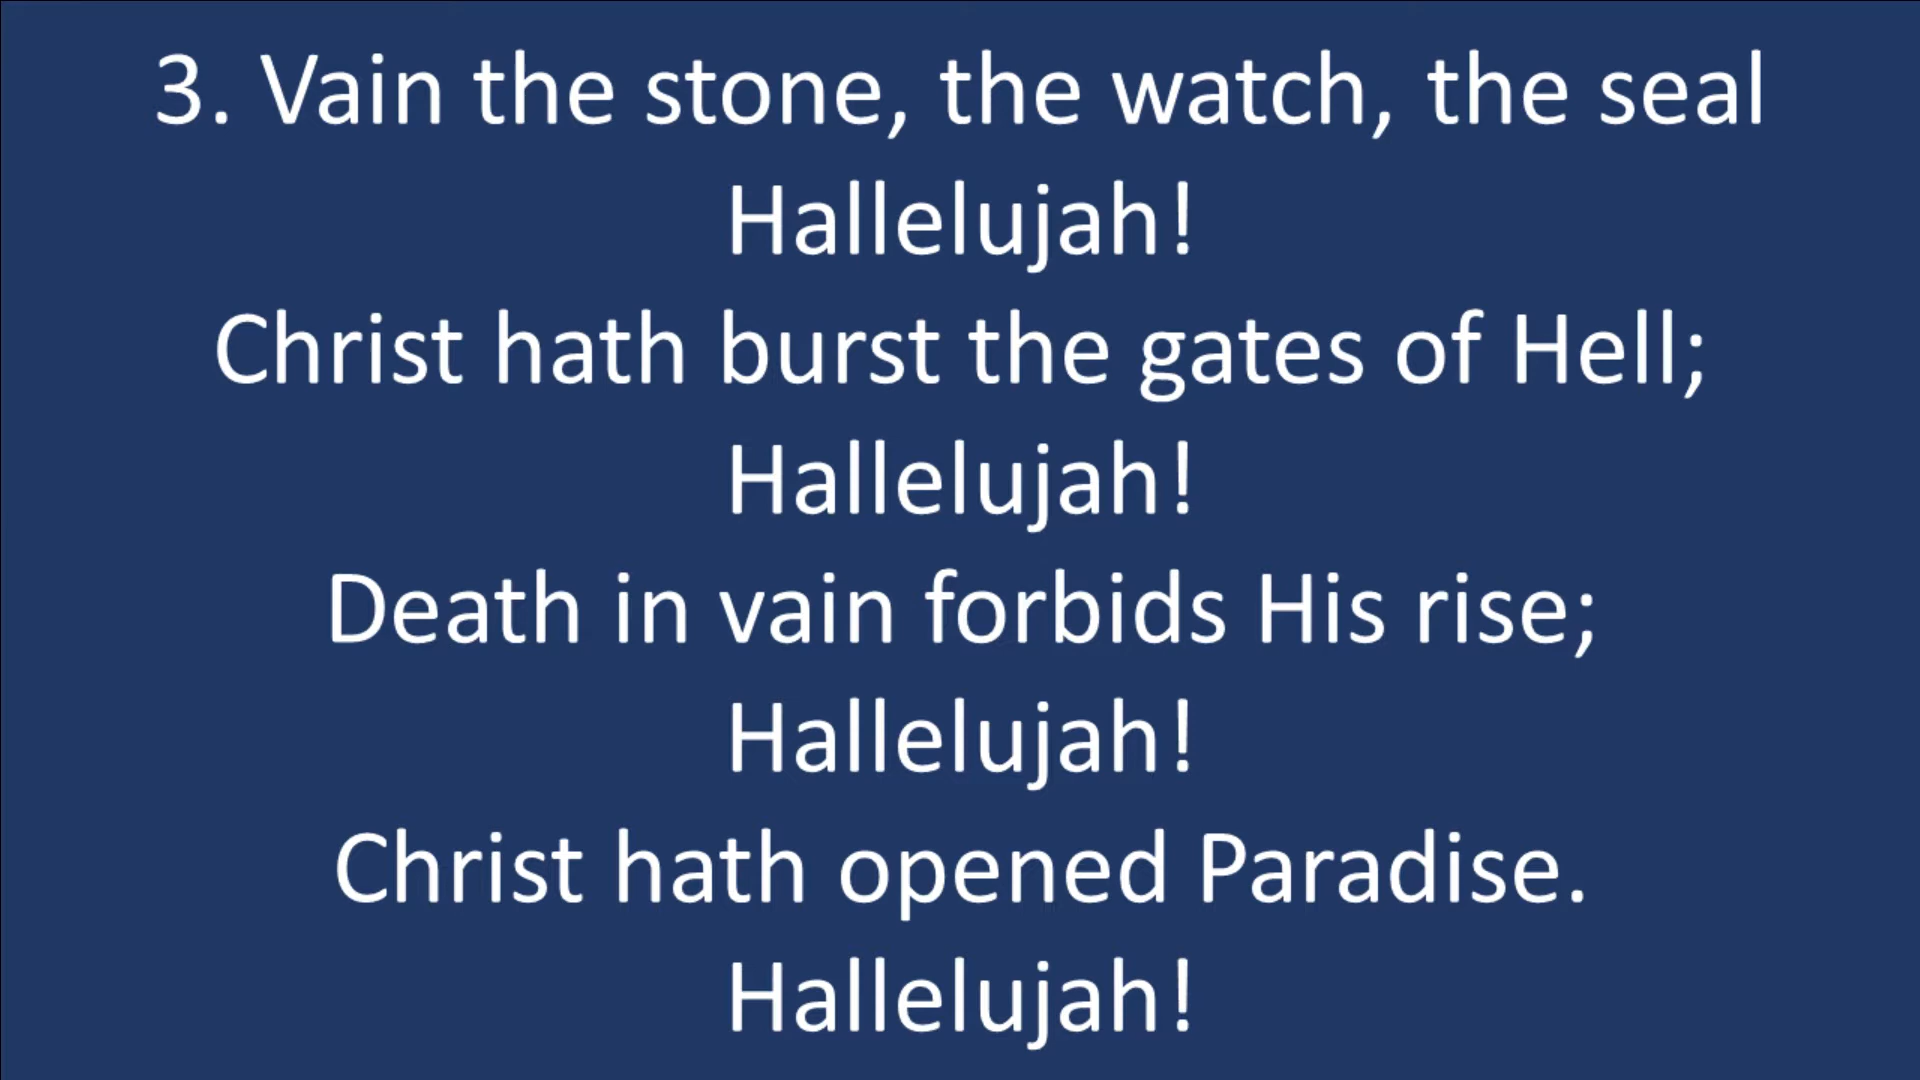 3. Vain the stone, the watch, the seal
Hallelujah!
Christ hath burst the gates of Hell;
Hallelujah!
Death in vain forbids His rise;
Hallelujah!
Christ hath opened Paradise.
Hallelujah!